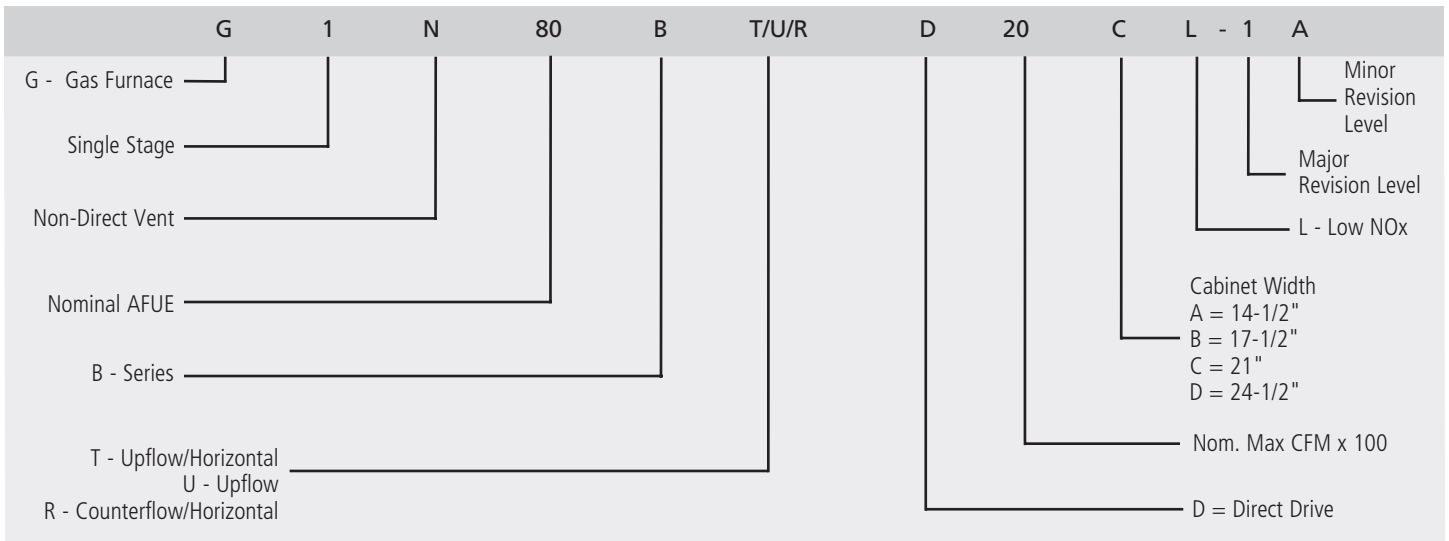 G 1 N 80 B T/U/R D 20 C L - 1 A
G - Gas Furnace
Single Stage
Non-Direct Vent
Nominal AFUE
B - Series
T - Upflow/Horizontal
U - Upflow
R - Counterflow/Horizontal
Minor
Revision
Level
Major
Revision Level
L - Low NOx
Cabinet Width
A = 14-1/2"
B = 17-1/2"
C = 21"
D = 24-1/2"
Nom. Max CFM x 100
D = Direct Drive